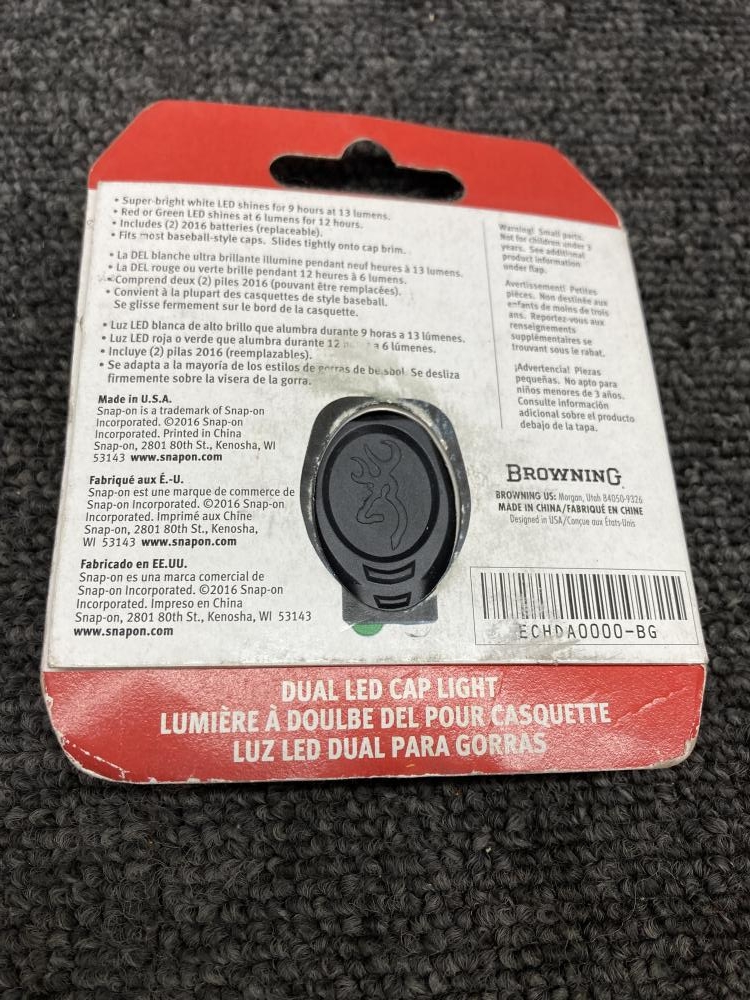 • Super-bright white LED shines for 9 hours at 13 lumens.
• Red or Green LED shines at 6 lumens for 12 hours.
• Includes (2) 2016 batteries (replaceable).
• Fits most baseball-style caps. Slides tightly onto cap brim.
• La DEL blanche ultra brillante illumine pendant neuf heures à 13 lumens.
• La DEL rouge ou verte brille pendant 12 heures à 6 lumens.
• Comprend deux (2) piles 2016 (pouvant être remplacées).
• Convient à la plupart des casquettes de style baseball.
Se glisse fermement sur le bord de la casquette.
• Luz LED blanca de alto brillo que alumbra durante 9 horas a 13 lúmenes.
• Luz LED roja o verde que alumbra durante 12 a 6 lúmenes.
• Incluye (2) pilas 2016 (reemplazables).
• Se adapta a la mayoría de los estilos de gorras de beisbol. Se desliza
firmemente sobre la visera de la gorra.
Warning! Small parts.
Not for children under 3
years. See additional
product information
under flap.
Avertissement! Petites
pièces. Non destinée aux
enfants de moins de trois
ans. Reportez-vous aux
renseignements
supplémentaires se
trouvant sous le rabat.
¡Advertencia! Piezas
pequeñas. No apto para
niños menores de 3 años.
Consulte información
adicional sobre el producto
debajo de la tapa.
Made in U.S.A.
Snap-on is a trademark of Snap-on
Incorporated. ©2016 Snap-on
Incorporated. Printed in China
Snap-on, 2801 80th St., Kenosha, WI
53143 www.snapon.com
Fabriqué aux É.-U.
Snap-on est une marque de commerce de
Snap-on Incorporated. ©2016 Snap-on
Incorporated. Imprimé aux Chine
Snap-on, 2801 80th St., Kenosha,
WI 53143 www.snapon.com
Fabricado en EE.UU.
Snap-on es una marca comercial de
Snap-on Incorporated. ©2016 Snap-on
Incorporated. Impreso en China
Snap-on, 2801 80th St., Kenosha, WI 53143
www.snapon.com
BROWNING.
BROWNING US: Morgan, Utah 84050-9326
MADE IN CHINA/FABRIQUÉ EN CHINE
Designed in USA/Conçue aux États-Unis
ECHDA0000-BG
DUAL LED CAP LIGHT
LUMIÈRE À DOULBE DEL POUR CASQUETTE
LUZ LED DUAL PARA GORRAS